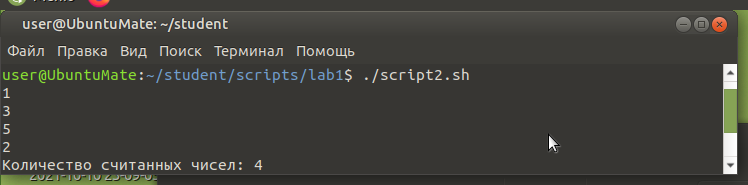 user@UbuntuMate: ~/student
Файл Правка Вид Поиск Терминал Помощь
user@UbuntuMate:~/student/scripts/lab1$ ./script2.sh
1
3
5
2
Количество считанных чисел: 4